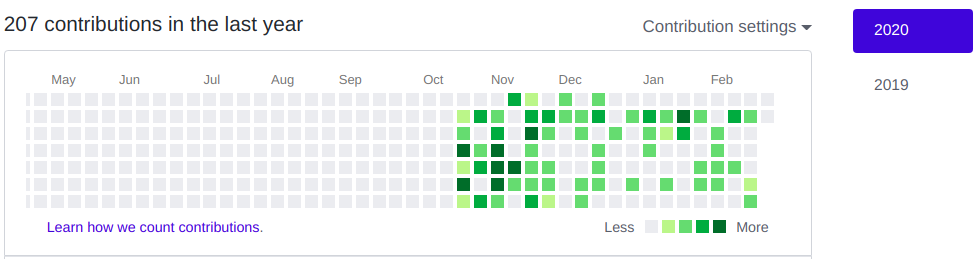 207 contributions in the last year
Contribution settings
2020
2019
May Jun Jul Aug Sep Oct Nov Dec Jan Feb
Learn how we count contributions.
Less More